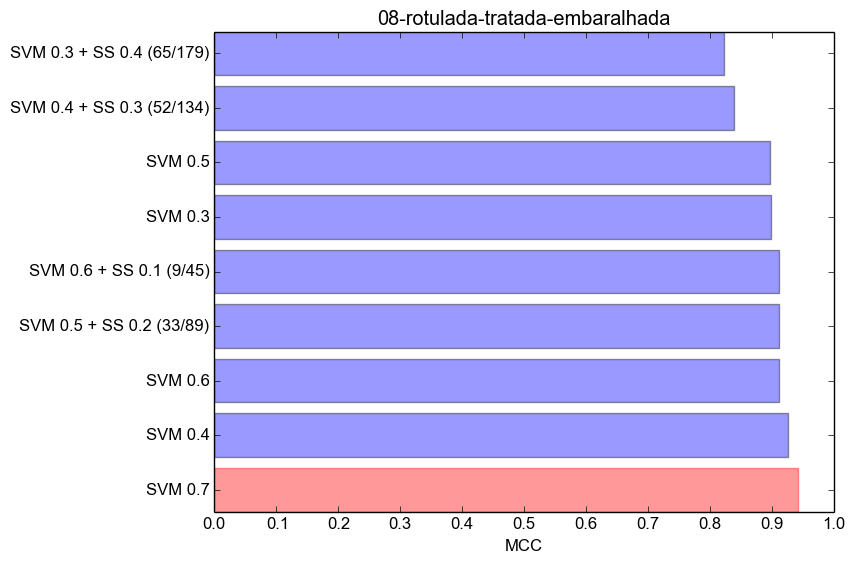 08-rotulada-tratada-embaralhada
SVM 0.3 + SS 0.4 (65/179)
SVM 0.4 + SS 0.3 (52/134)
SVM 0.5
SVM 0.3
SVM 0.6 + SS 0.1 (9/45)
SVM 0.5 + SS 0.2 (33/89)
SVM 0.6
SVM 0.4
SVM 0.7
0.0 0.1 0.2 0.3 0.4 0.5 0.6 0.7 0.8 0.9 1.0
MCC